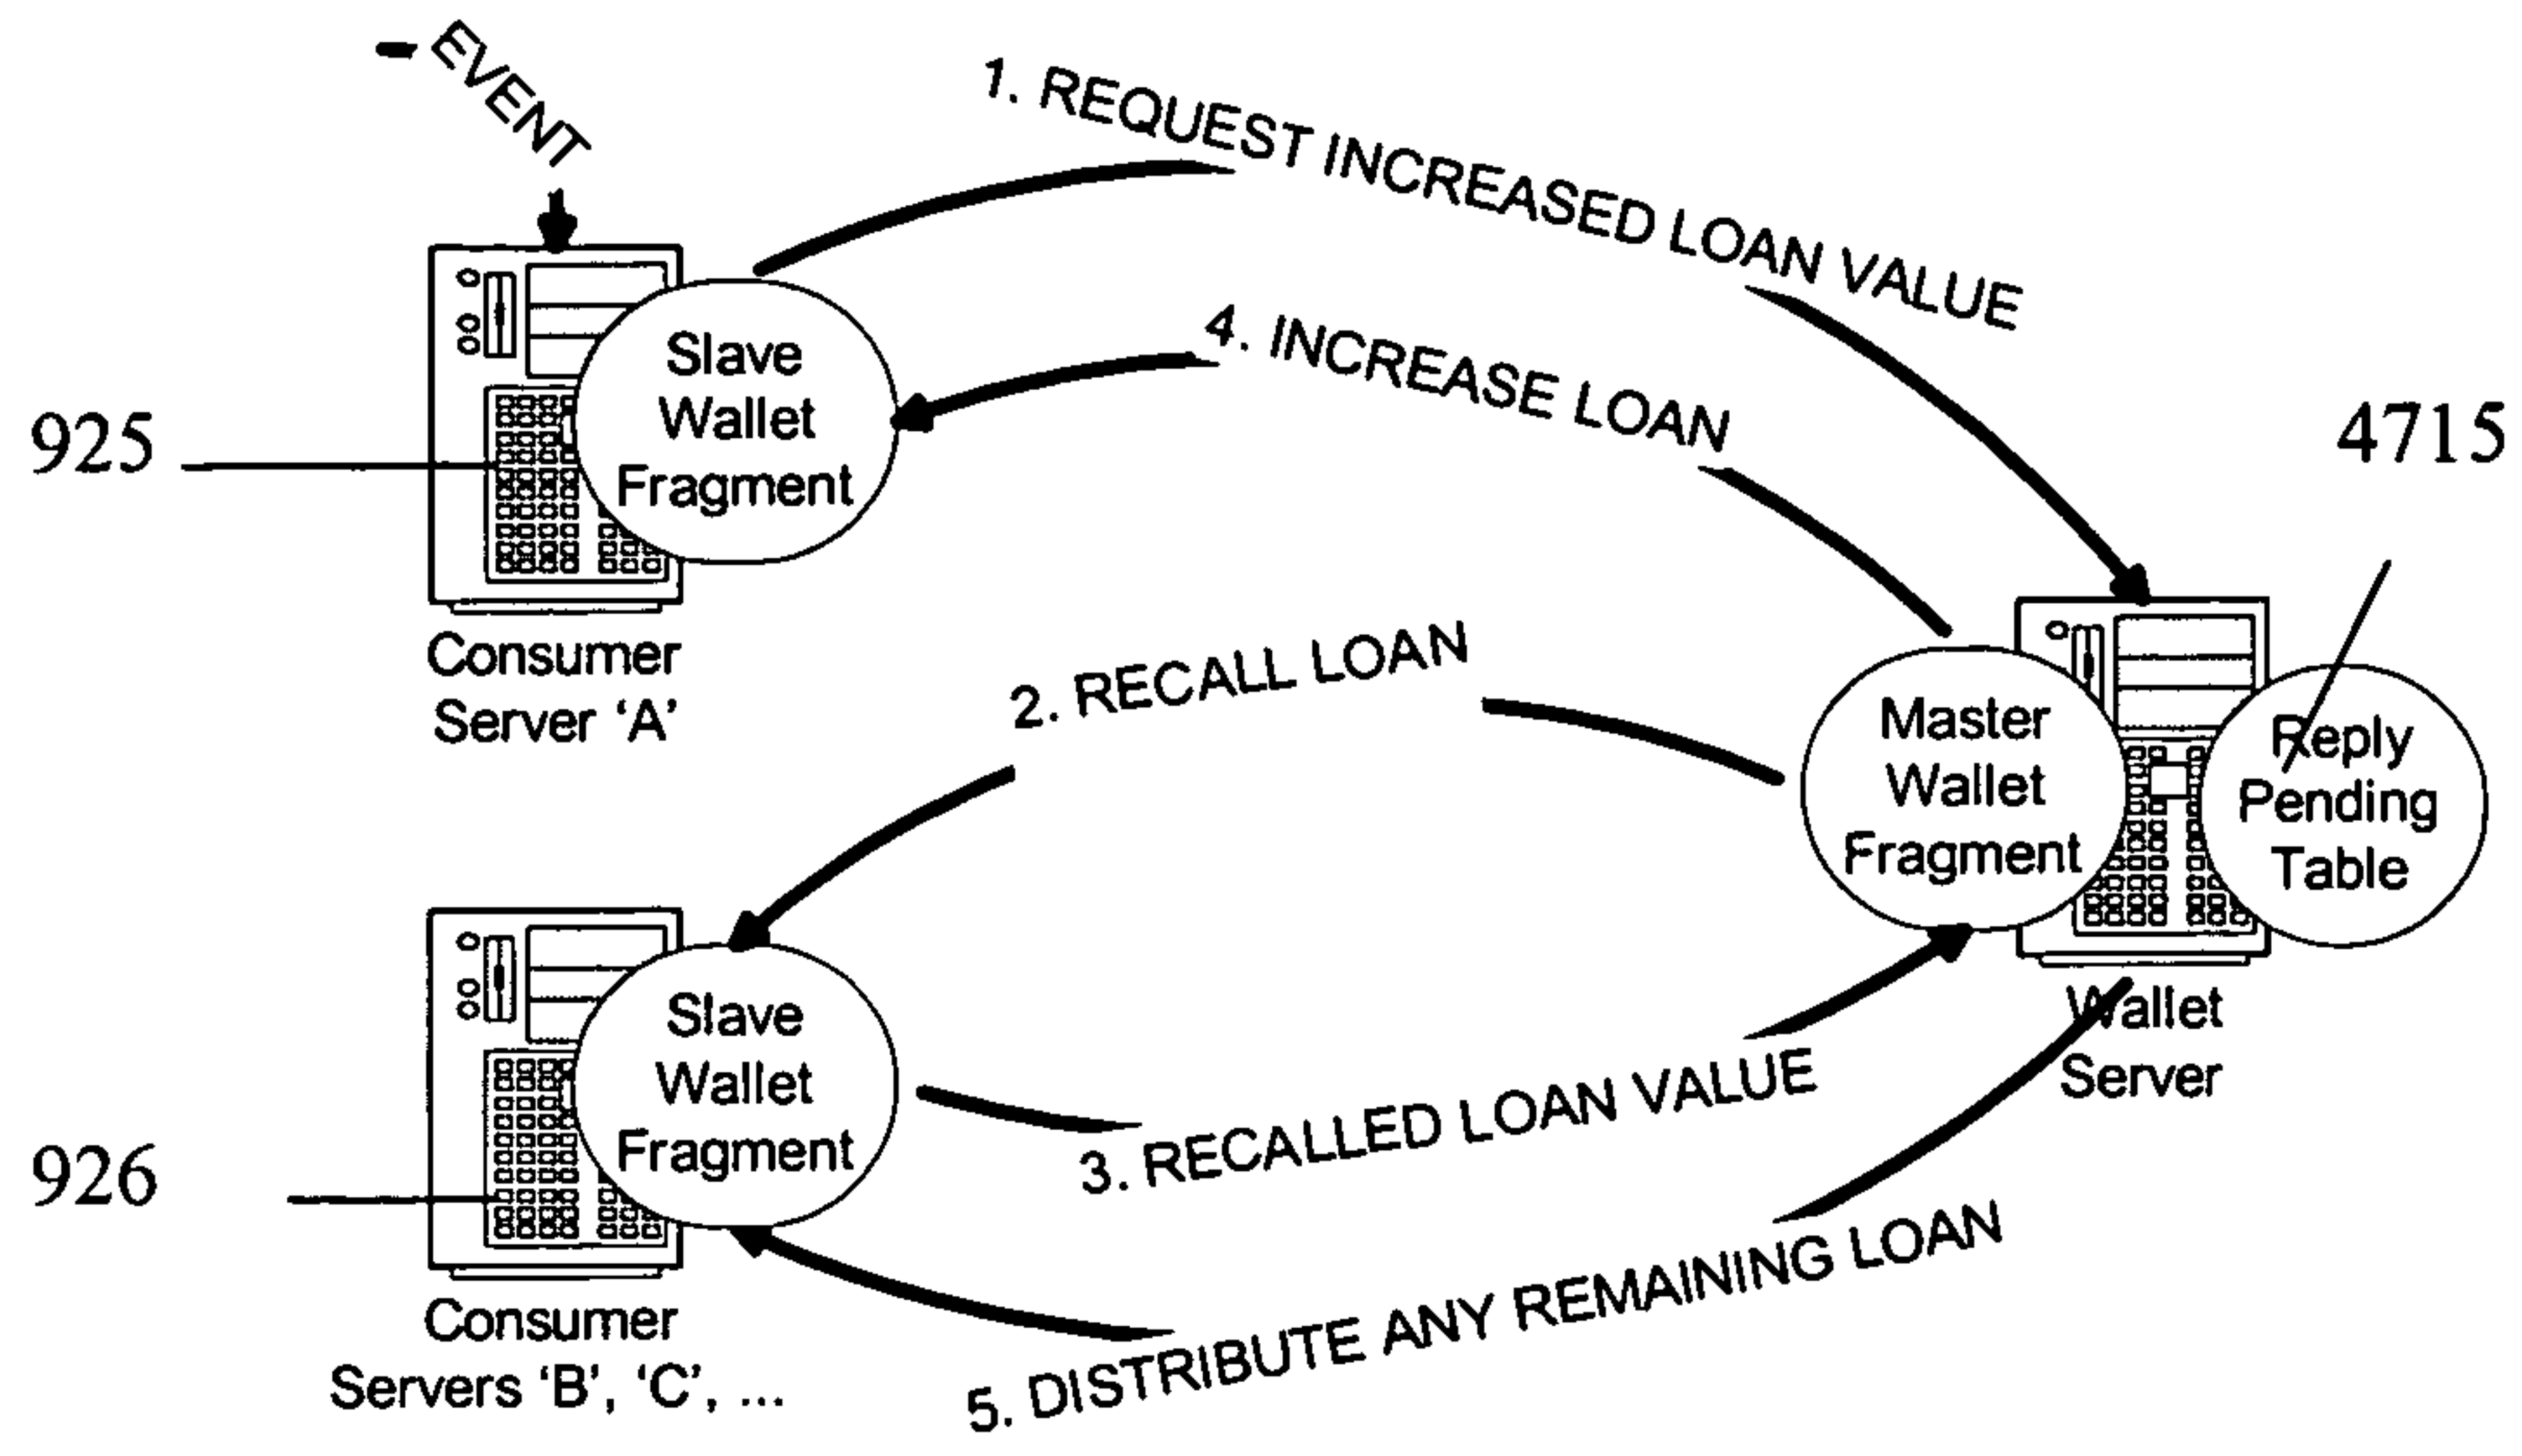 EVENT
1. REQUEST INCREASED LOAN VALUE
4. INCREASE LOAN
Slave
Wallet
Fragment
925
4715
Consumer
Server ‘A’
2. RECALL LOAN
Master
Wallet
Fragment
Reply
Pending
Table
Slave
Wallet
Fragment
3. RECALLED LOAN VALUE
Wallet
Server
926
5. DISTRIBUTE ANY REMAINING LOAN
Consumer
Servers ‘B’, ‘C’, ...